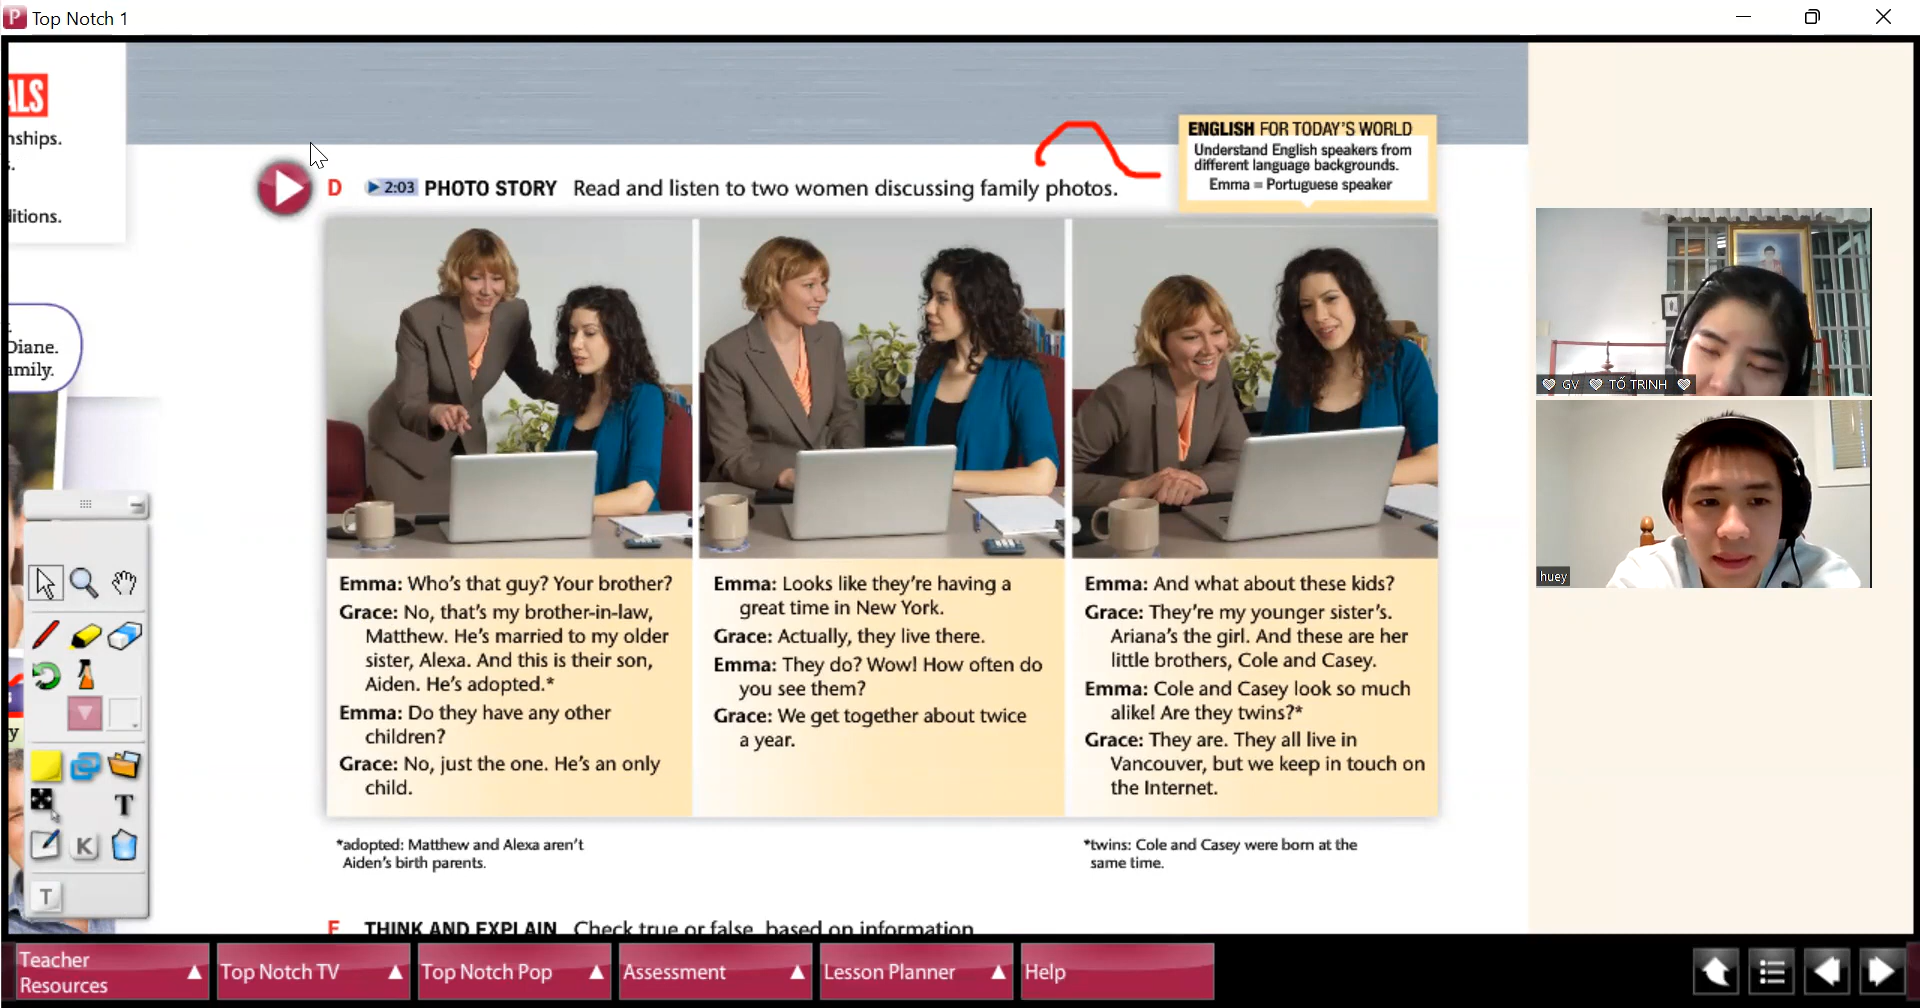 Top Notch 1
ALS
nships.
s.
litions.
Diane.
amily.
y
D 2:03 PHOTO STORY Read and listen to two women discussing family photos.
ENGLISH FOR TODAY'S WORLD
Understand English speakers from
different language backgrounds.
Emma = Portuguese speaker
Emma: Who's that guy? Your brother?
Grace: No, that's my brother-in-law,
Matthew. He's married to my older
sister, Alexa. And this is their son,
Aiden. He's adopted.*
Emma: Do they have any other
children?
Grace: No, just the one. He's an only
child.
Emma: Looks like they're having a
great time in New York.
Grace: Actually, they live there.
Emma: They do? Wow! How often do
you see them?
Grace: We get together about twice
a year.
Emma: And what about these kids?
Grace: They're my younger sister's.
Ariana's the girl. And these are her
little brothers, Cole and Casey.
Emma: Cole and Casey look so much
alike! Are they twins?*
Grace: They are. They all live in
Vancouver, but we keep in touch on
the Internet.
*adopted: Matthew and Alexa aren't
Aiden's birth parents.
*twins: Cole and Casey were born at the
same time.
THINK AND EXPLAIN Check true or false, based on information
GV TỐ TRINH
huey
T
K
T
Teacher
Resources
Top Notch TV
Top Notch Pop
Assessment
Lesson Planner
Help